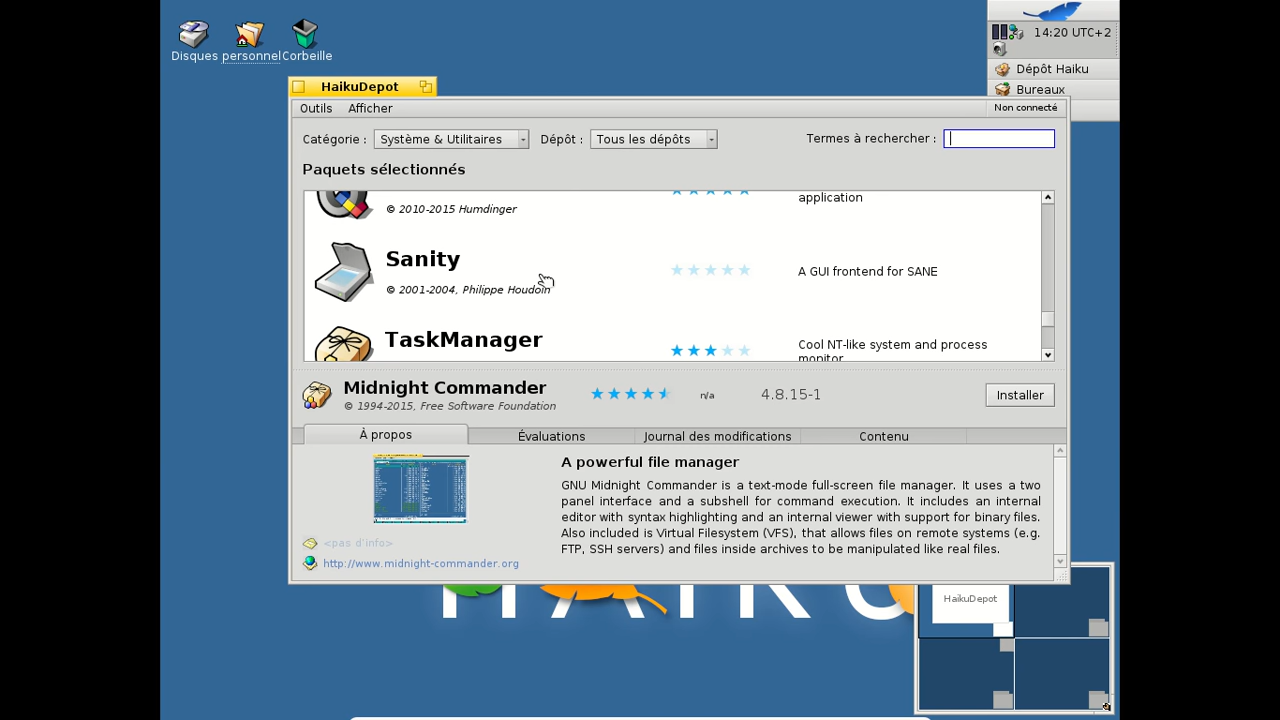 Disques personnel Corbeille
14:20 UTC+2
Dépôt Haiku
Bureaux
HaikuDepot
Outils Afficher Non connecté
Catégorie : Système & Utilitaires Dépôt : Tous les dépôts Termes à rechercher :
Paquets sélectionnés
application
© 2010-2015 Humdinger
Sanity
A GUI frontend for SANE
© 2001-2004, Philippe Houdoin
TaskManager
Cool NT-like system and process
monitor
Midnight Commander
© 1994-2015, Free Software Foundation
n/a 4.8.15-1 Installer
À propos Évaluations Journal des modifications Contenu
A powerful file manager
GNU Midnight Commander is a text-mode full-screen file manager. It uses a two
panel interface and a subshell for command execution. It includes an internal
editor with syntax highlighting and an internal viewer with support for binary files.
Also included is Virtual Filesystem (VFS), that allows files on remote systems (e.g.
FTP, SSH servers) and files inside archives to be manipulated like real files.
<pas d'info>
http://www.midnight-commander.org
HAIKU
HaikuDepot